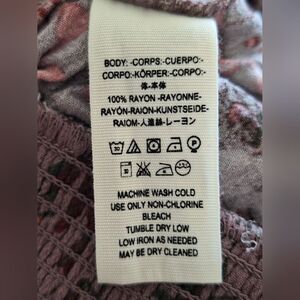 BODY: -CORPS:-CUERPO:-
CORPO:-KÖRPER:-CORPO:-
体-本体
100% RAYON -RAYONNE-
RAYÓN-RAION-KUNSTSEIDE-
RAIOM-人造絲-レーヨン
MACHINE WASH COLD
USE ONLY NON-CHLORINE
BLEACH
TUMBLE DRY LOW
LOW IRON AS NEEDED
MAY BE DRY CLEANED